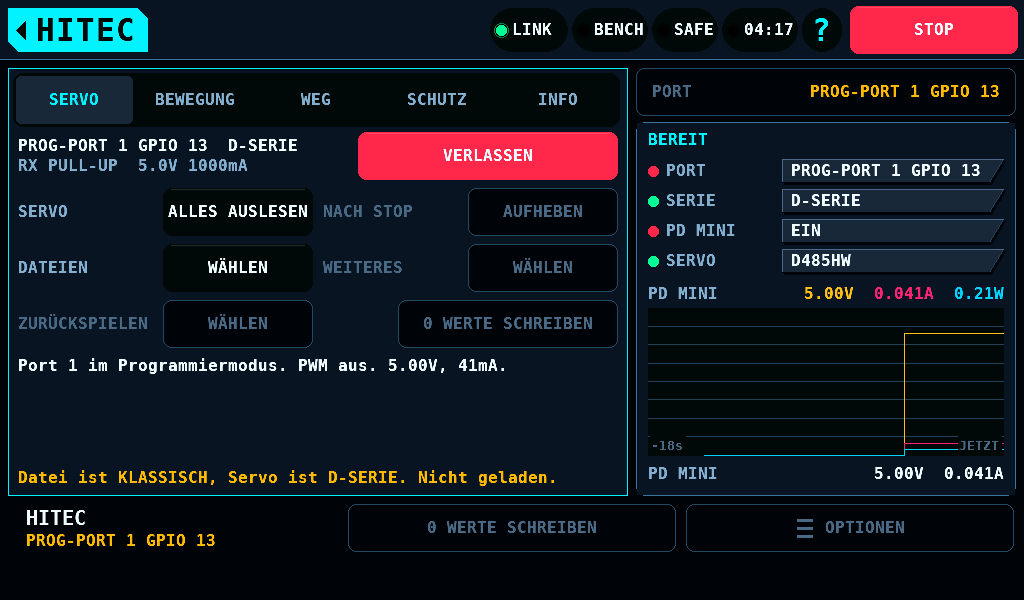 HITEC
LINK
BENCH
SAFE
04:17
?
STOP
SERVO
BEWEGUNG
WEG
SCHUTZ
INFO
PROG-PORT 1 GPIO 13  D-SERIE
RX PULL-UP  5.0V 1000mA
VERLASSEN
SERVO
ALLES AUSLESEN
NACH STOP
AUFHEBEN
DATEIEN
WÄHLEN
WEITERES
WÄHLEN
ZURÜCKSPIELEN
WÄHLEN
0 WERTE SCHREIBEN
Port 1 im Programmiermodus. PWM aus. 5.00V, 41mA.
Datei ist KLASSISCH, Servo ist D-SERIE. Nicht geladen.
PORT
PROG-PORT 1 GPIO 13
BEREIT
PORT
PROG-PORT 1 GPIO 13
SERIE
D-SERIE
PD MINI
EIN
SERVO
D485HW
PD MINI
5.00V
0.041A
0.21W
-18s
JETZT
PD MINI
5.00V
0.041A
HITEC
PROG-PORT 1 GPIO 13
0 WERTE SCHREIBEN
OPTIONEN